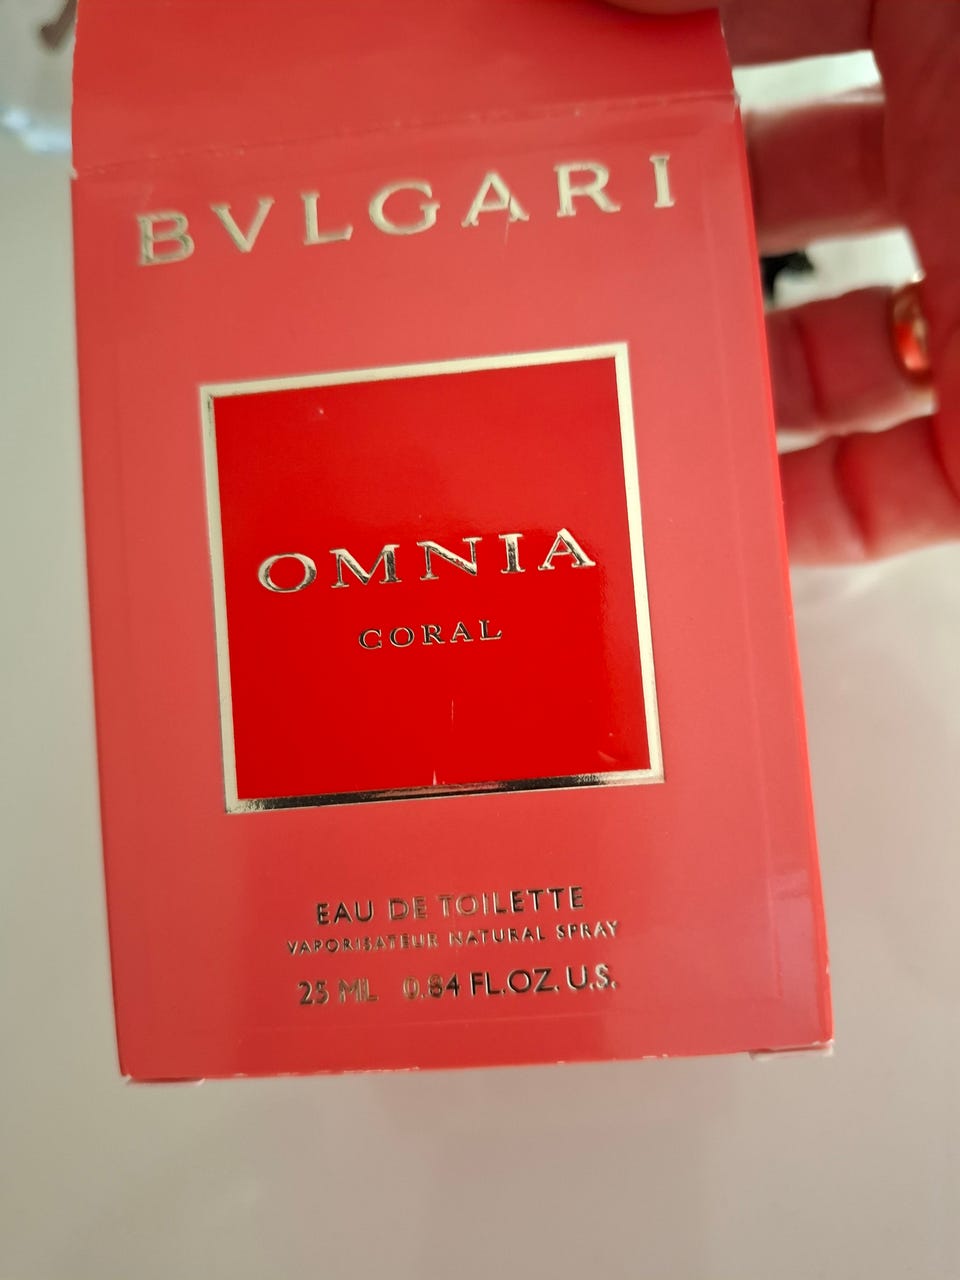 BVLGARI
OMNIA
CORAL
EAU DE TOILETTE
VAPORISATEUR NATURAL SPRAY
25 ML 0.84 FL.OZ. U.S.